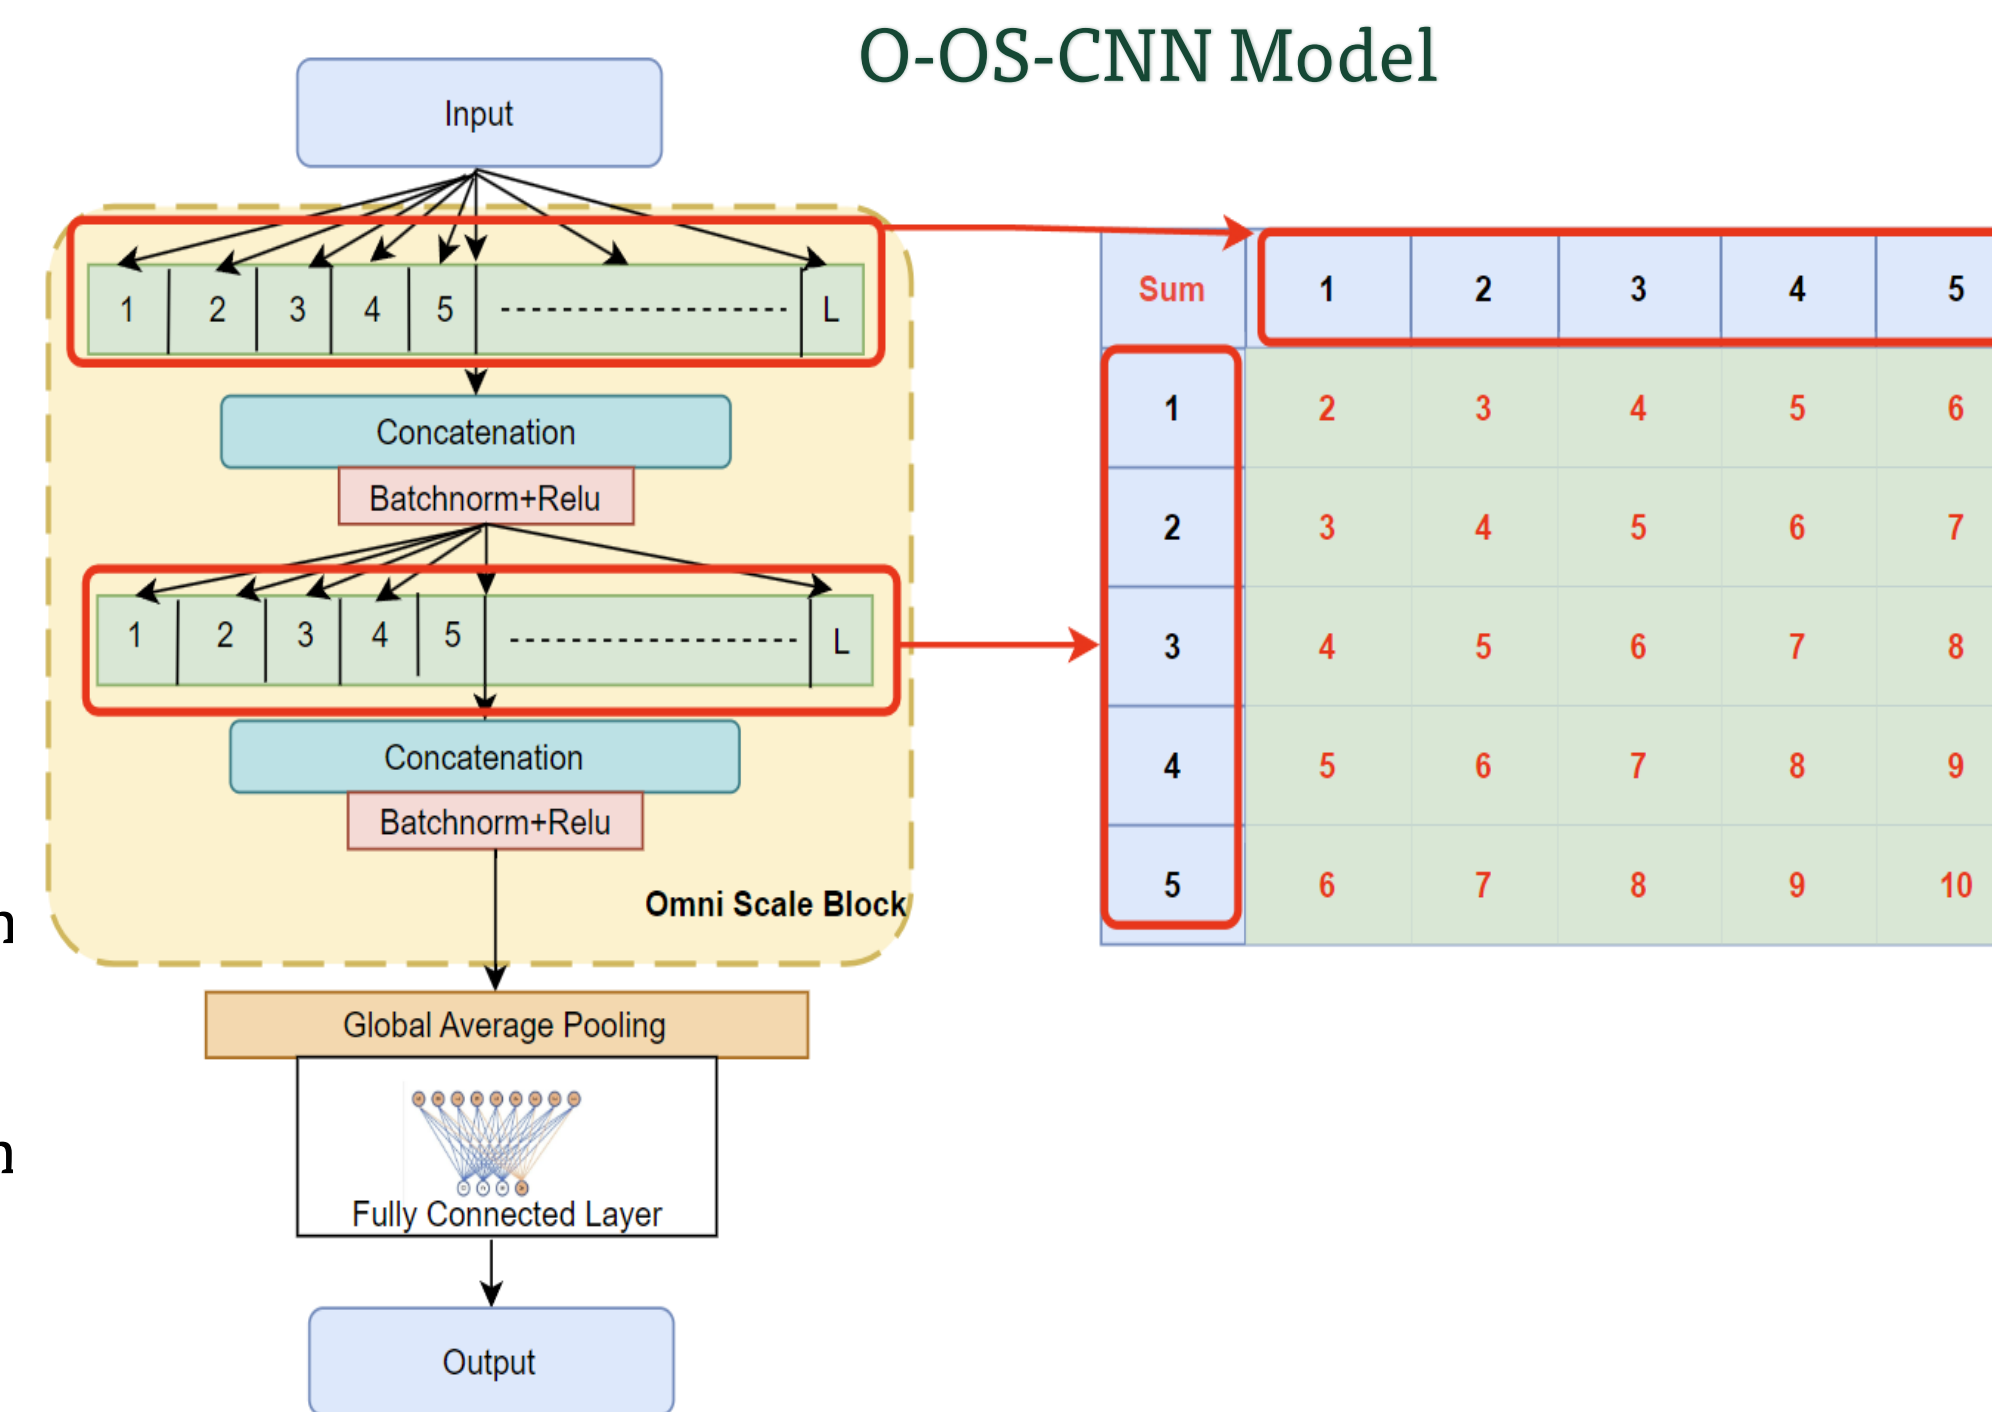 O-OS-CNN Model
Input
1 2 3 4 5 L
Concatenation
Batchnorm+Relu
1 2 3 4 5 L
Concatenation
Batchnorm+Relu
Omni Scale Block
Global Average Pooling
Fully Connected Layer
Output
Sum 1 2 3 4 5
1 2 3 4 5 6
2 3 4 5 6 7
3 4 5 6 7 8
4 5 6 7 8 9
5 6 7 8 9 10